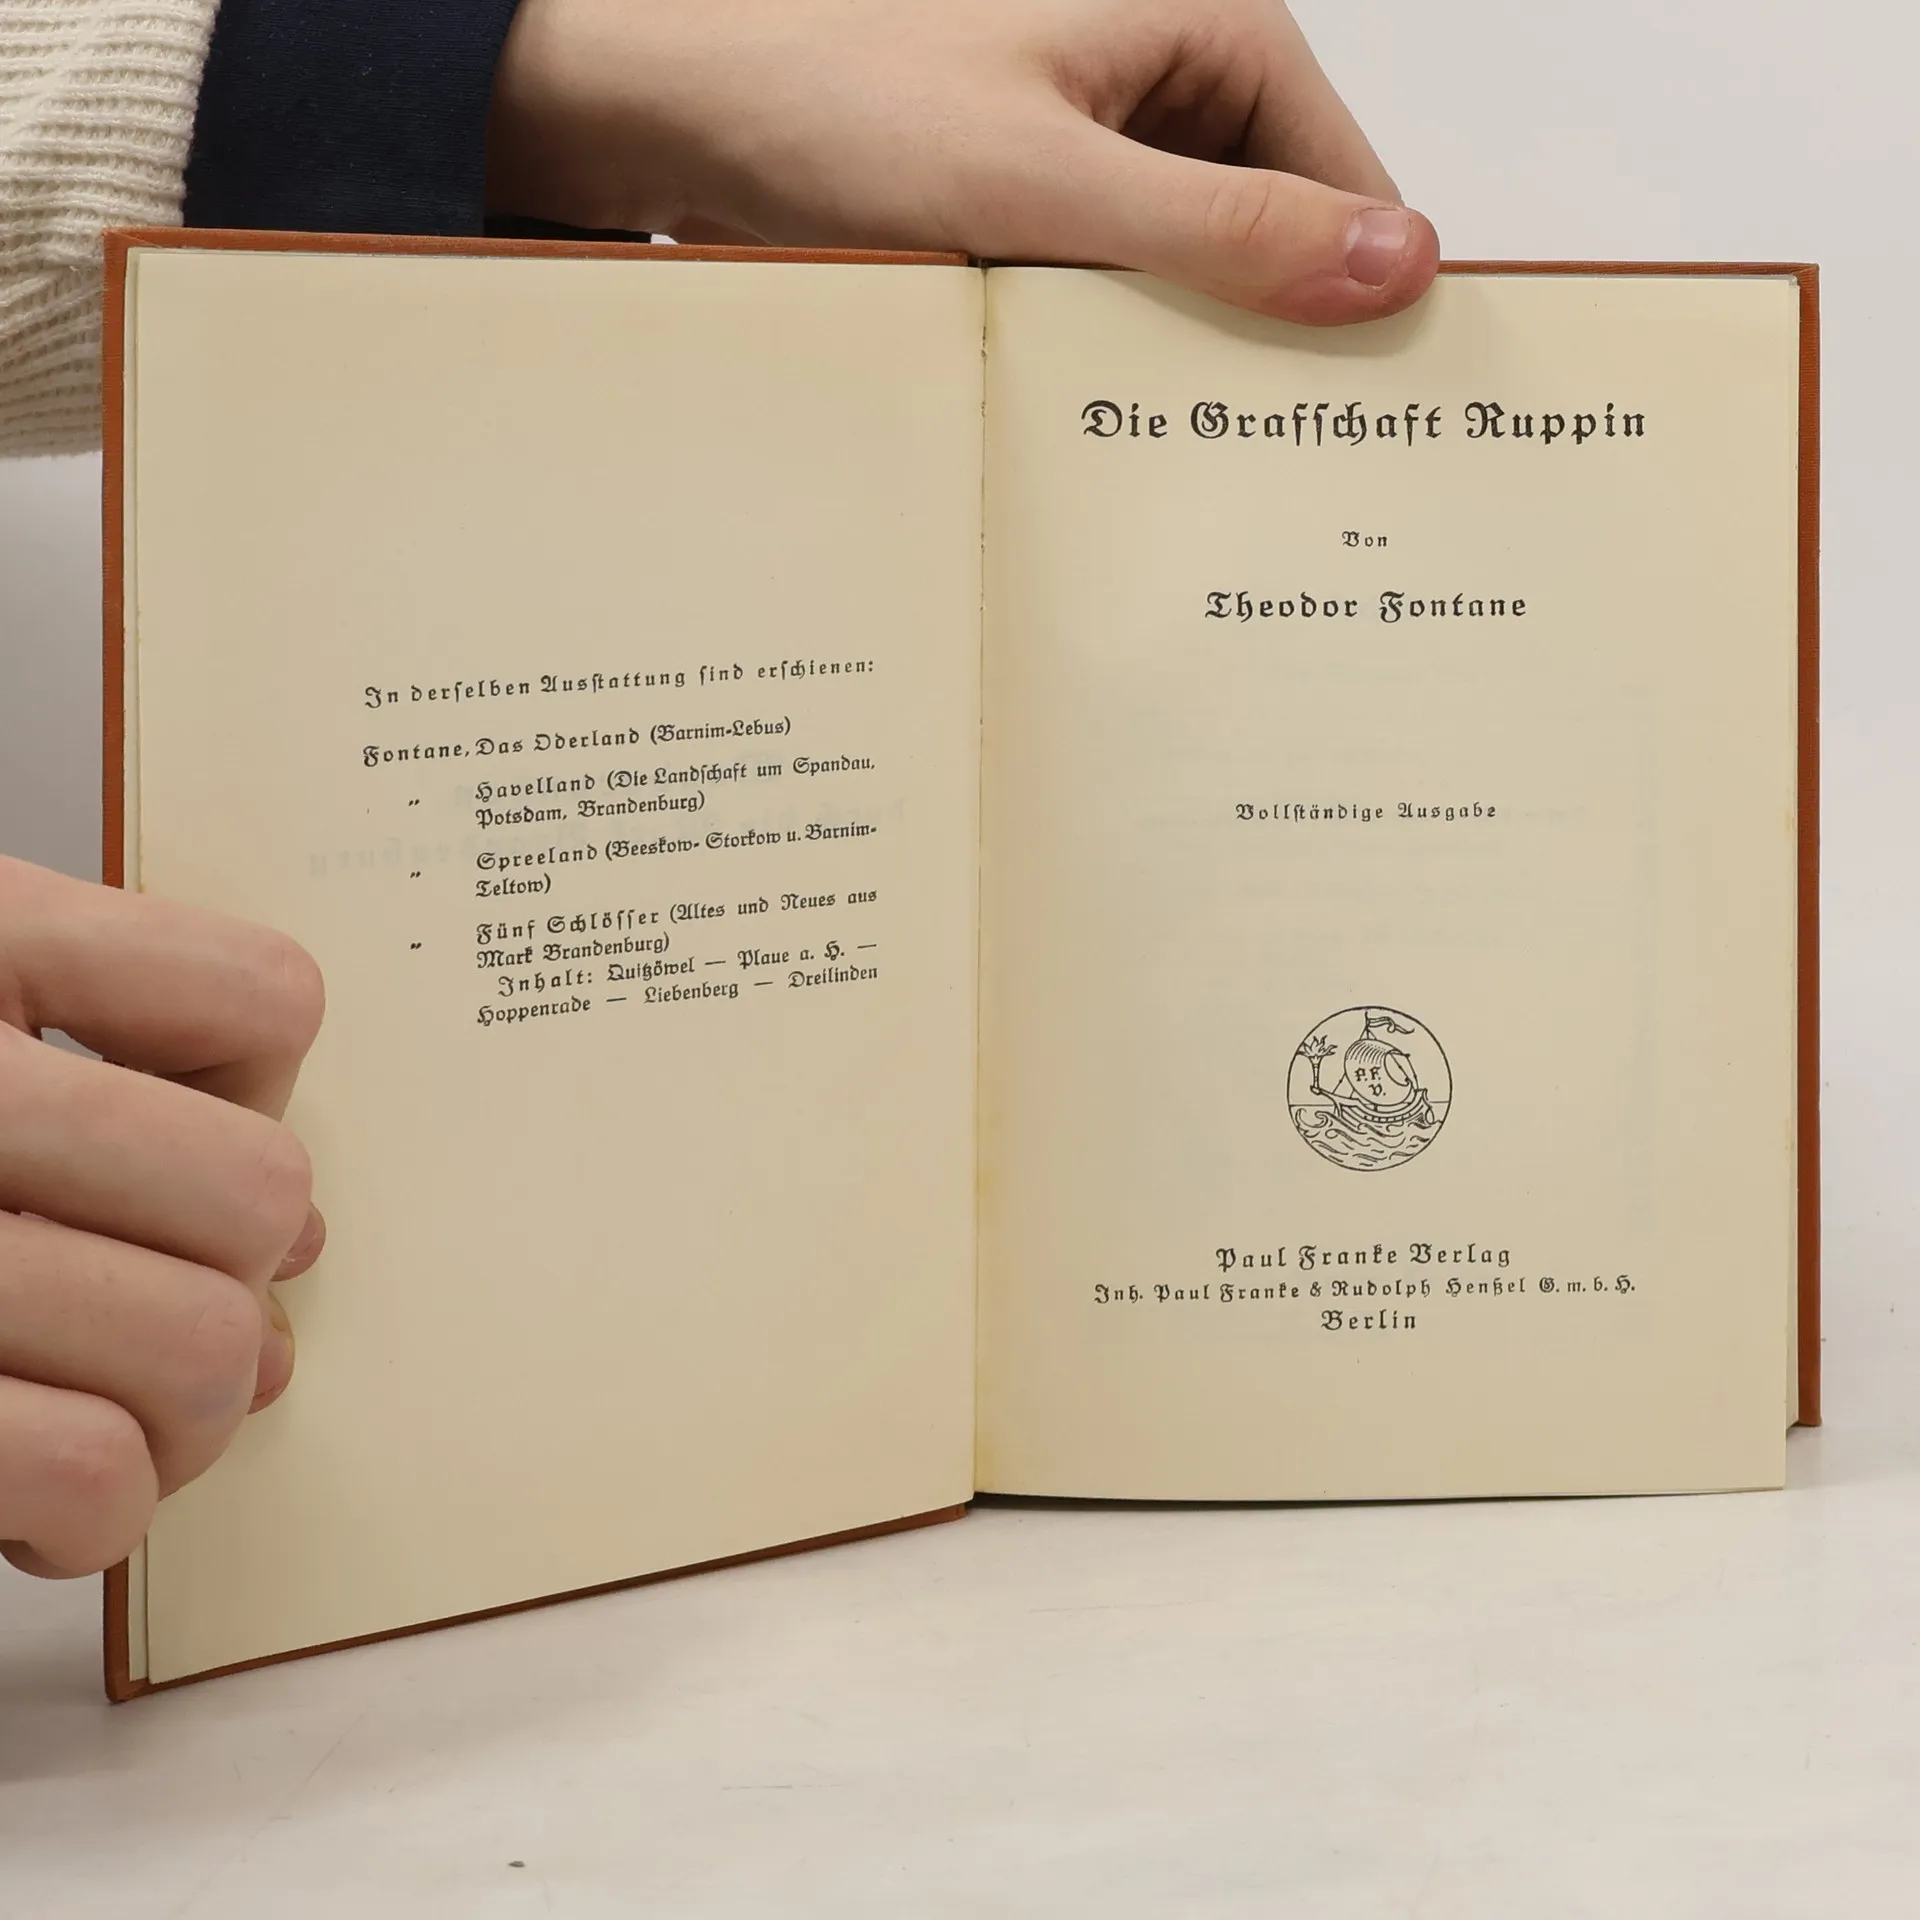 In derselben Ausstattung sind erschienen:
Fontane, Das Oderland (Barnim-Lebus)
„ Havelland (Die Landschaft um Spandau,
Potsdam, Brandenburg)
„ Spreeland (Beeskow- Storkow u. Barnim-
Teltow)
„ Fünf Schlösser (Altes und Neues aus
Mark Brandenburg)
Inhalt: Quitzöwel — Plaue a. H. —
Hoppenrade — Liebenberg — Dreilinden
Die Grafschaft Ruppin
Von
Theodor Fontane
Vollständige Ausgabe
P. F.
V.
Paul Franke Verlag
Inh. Paul Franke & Rudolph Henßel G. m. b. H.
Berlin